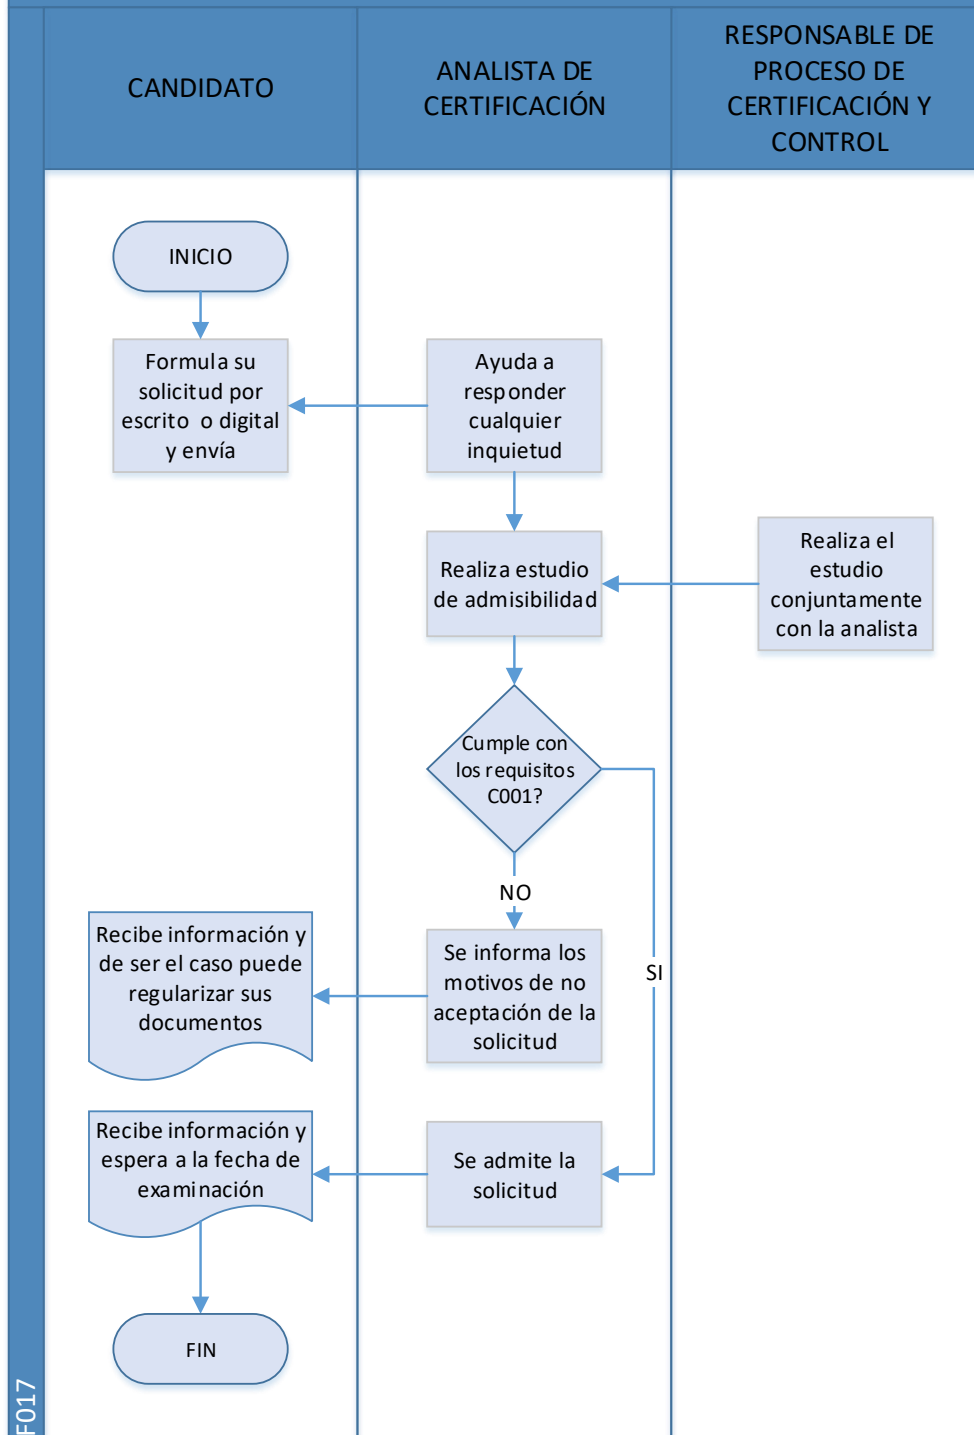 CANDIDATO
ANALISTA DE
CERTIFICACIÓN
RESPONSABLE DE
PROCESO DE
CERTIFICACIÓN Y
CONTROL
INICIO
Formula su
solicitud por
escrito o digital
y envía
Ayuda a
responder
cualquier
inquietud
Realiza estudio
de admisibilidad
Realiza el
estudio
conjuntamente
con la analista
Cumple con
los requisitos
C001?
NO
SI
Recibe información y
de ser el caso puede
regularizar sus
documentos
Se informa los
motivos de no
aceptación de la
solicitud
Recibe información y
espera a la fecha de
examinación
Se admite la
solicitud
FIN
F017